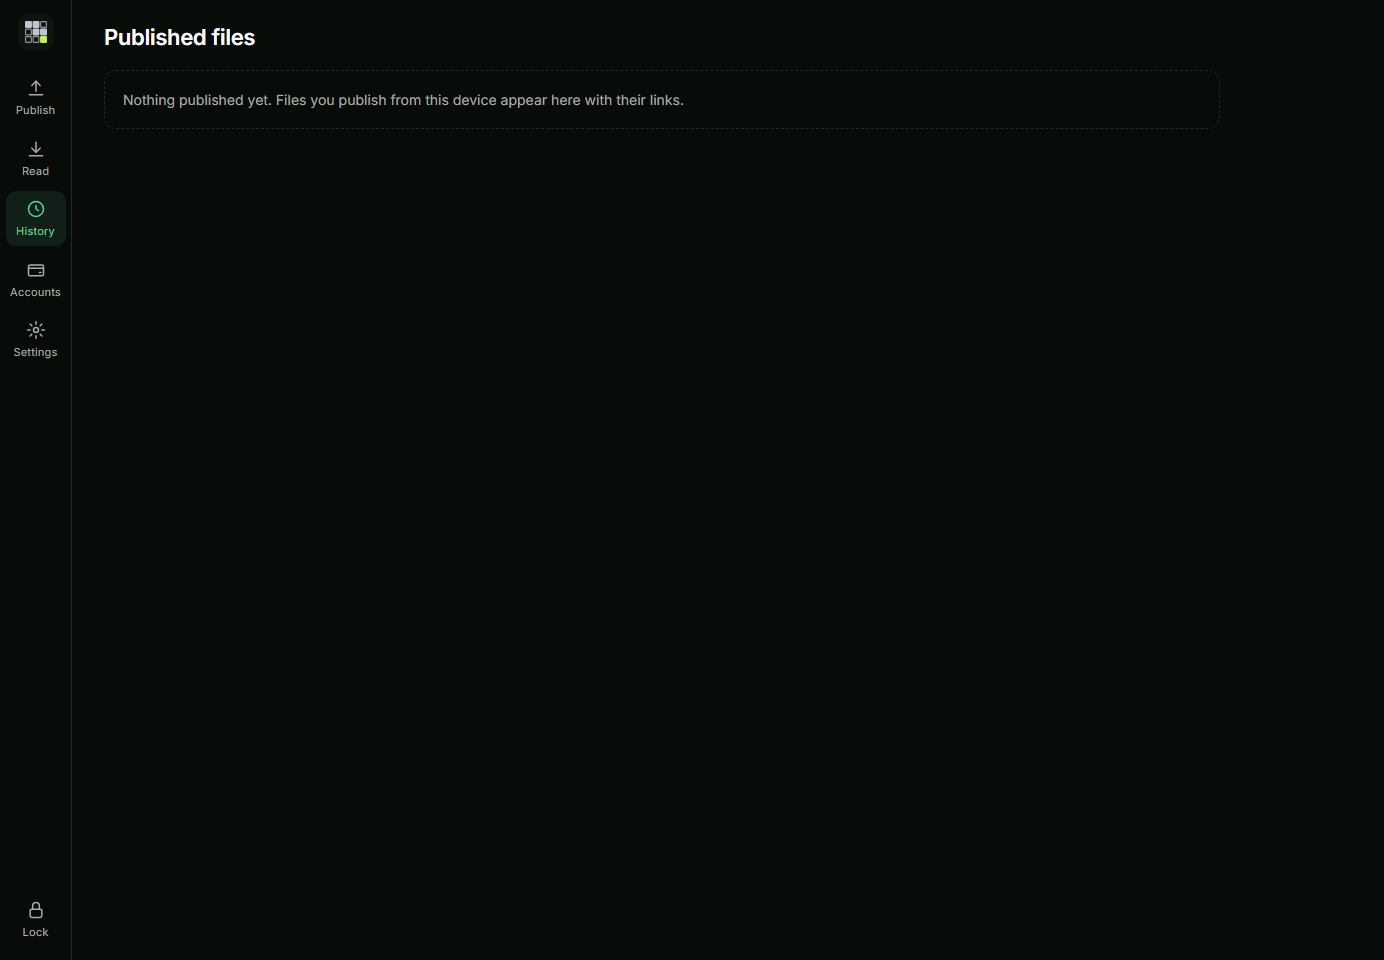 Published files
Nothing published yet. Files you publish from this device appear here with their links.
Publish
Read
History
Accounts
Settings
Lock